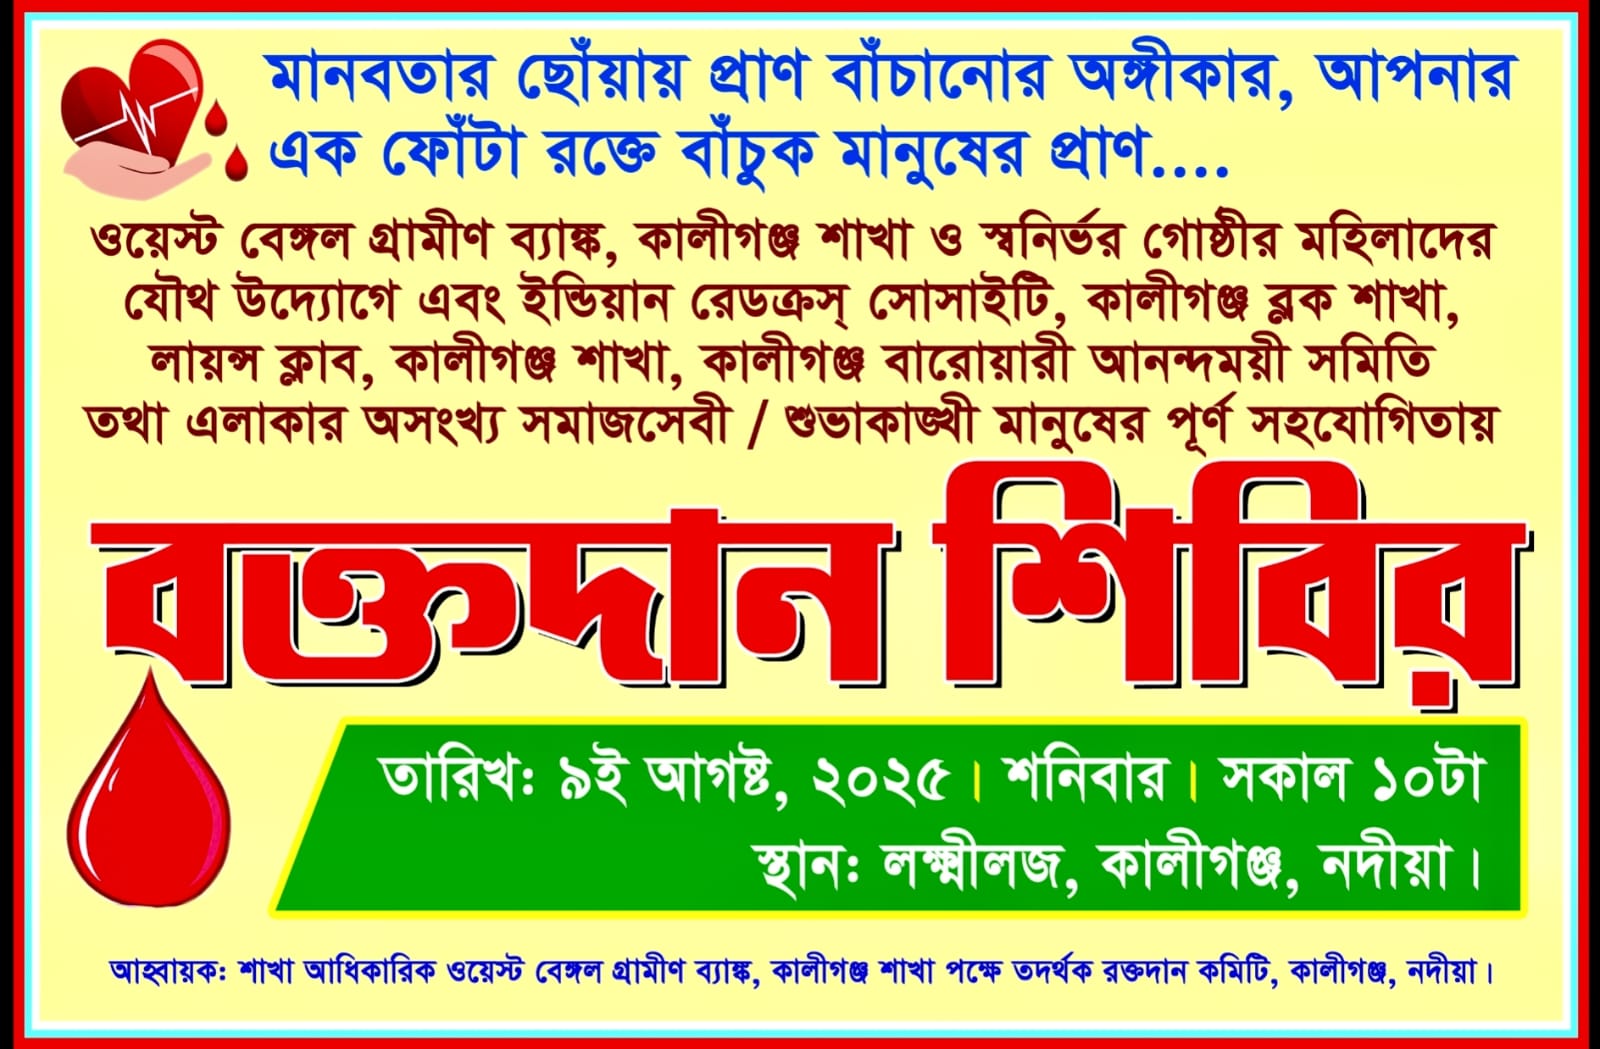 মানবতার ছোঁয়ায় প্রাণ বাঁচানোর অঙ্গীকার, আপনার
এক ফোঁটা রক্তে বাঁচুক মানুষের প্রাণ....
ওয়েস্ট বেঙ্গল গ্রামীণ ব্যাঙ্ক, কালীগঞ্জ শাখা ও স্বনির্ভর গোষ্ঠীর মহিলাদের
যৌথ উদ্যোগে এবং ইন্ডিয়ান রেডক্রস্ সোসাইটি, কালীগঞ্জ ব্লক শাখা,
লায়ন্স ক্লাব, কালীগঞ্জ শাখা, কালীগঞ্জ বারোয়ারী আনন্দময়ী সমিতি
তথা এলাকার অসংখ্য সমাজসেবী / শুভাকাঙ্খী মানুষের পূর্ণ সহযোগিতায়
রক্তদান শিবির
তারিখ: ৯ই আগষ্ট, ২০২৫ । শনিবার । সকাল ১০টা
স্থান: লক্ষ্মীলজ, কালীগঞ্জ, নদীয়া।
আহ্বায়ক: শাখা আধিকারিক ওয়েস্ট বেঙ্গল গ্রামীণ ব্যাঙ্ক, কালীগঞ্জ শাখা পক্ষে তদর্থক রক্তদান কমিটি, কালীগঞ্জ, নদীয়া।